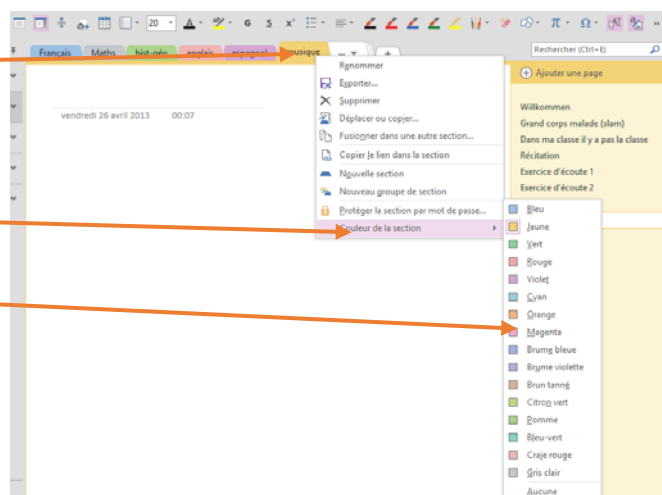 20
A
G S x²
π Ω
Français Maths hist-géo anglais espagnol musique ...
Rechercher (Ctrl+E)
Ajouter une page
vendredi 26 avril 2013 00:07
Renommer
Exporter...
Supprimer
Déplacer ou copier...
Fusionner dans une autre section...
Copier le lien dans la section
Nouvelle section
Nouveau groupe de section
Protéger la section par mot de passe...
Couleur de la section
Willkommen
Grand corps malade (slam)
Dans ma classe il y a pas la classe
Récitation
Exercice d'écoute 1
Exercice d'écoute 2
Bleu
Jaune
Vert
Rouge
Violet
Cyan
Orange
Magenta
Brume bleue
Brume violette
Brun tanné
Citron vert
Pomme
Bleu-vert
Craie rouge
Gris clair
Aucune